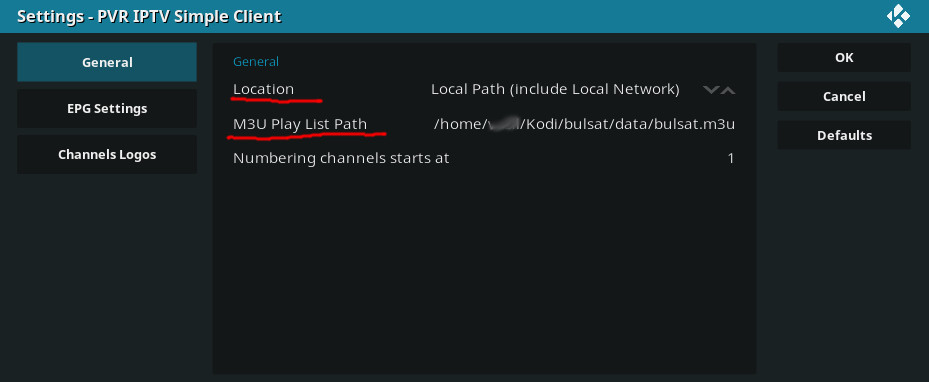 Settings - PVR IPTV Simple Client
General
EPG Settings
Channels Logos
General
Location Local Path (include Local Network)
M3U Play List Path /home/ /Kodi/bulsat/data/bulsat.m3u
Numbering channels starts at 1
OK
Cancel
Defaults